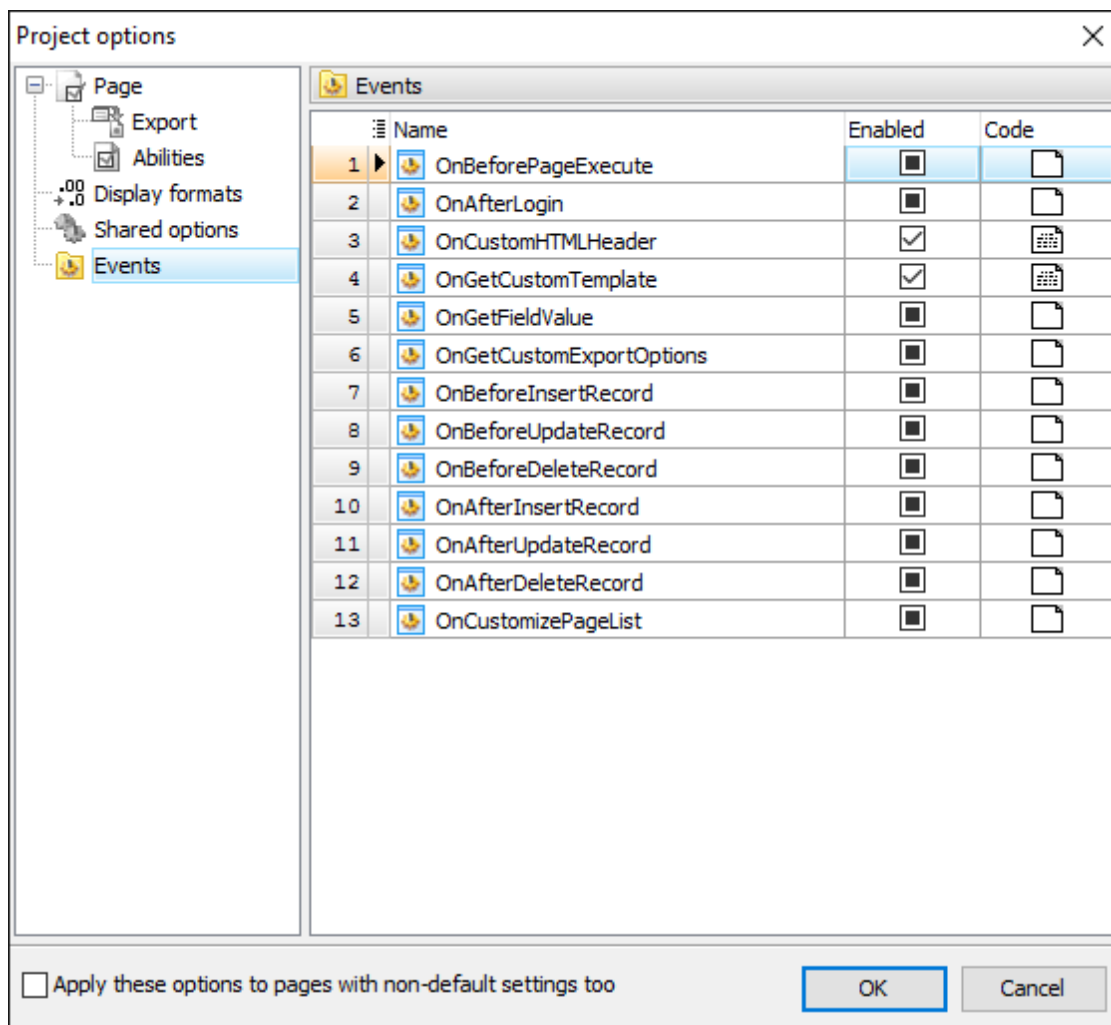 Project options
Page
Export
Abilities
Display formats
Shared options
Events
Events
Name Enabled Code
1 OnBeforePageExecute
2 OnAfterLogin
3 OnCustomHTMLHeader
4 OnGetCustomTemplate
5 OnGetFieldValue
6 OnGetCustomExportOptions
7 OnBeforeInsertRecord
8 OnBeforeUpdateRecord
9 OnBeforeDeleteRecord
10 OnAfterInsertRecord
11 OnAfterUpdateRecord
12 OnAfterDeleteRecord
13 OnCustomizePageList
Apply these options to pages with non-default settings too
OK Cancel